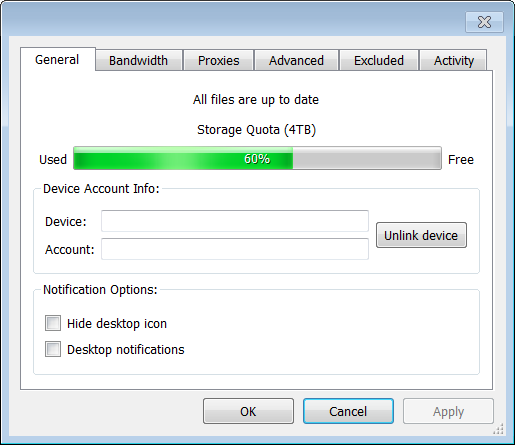 General Bandwidth Proxies Advanced Excluded Activity
All files are up to date
Storage Quota (4TB)
Used 60% Free
Device Account Info:
Device:
Unlink device
Account:
Notification Options:
Hide desktop icon
Desktop notifications
OK Cancel Apply